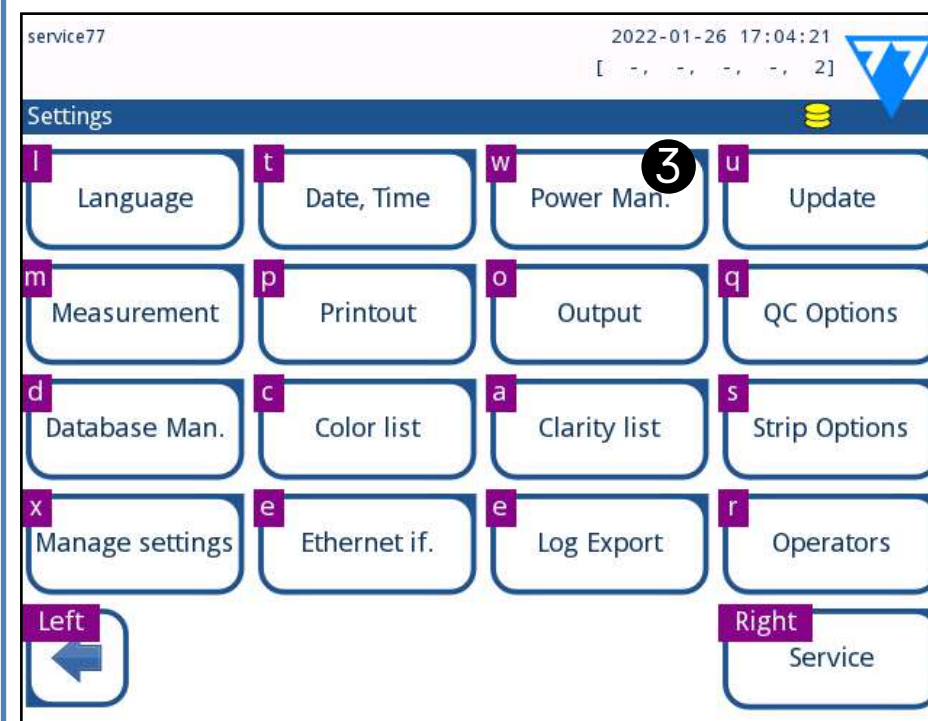 service77 2022-01-26 17:04:21
[ -, -, -, -, 2]
77
Settings
l t w 3 u
Language Date, Time Power Man. Update
m p o q
Measurement Printout Output QC Options
d c a s
Database Man. Color list Clarity list Strip Options
x e e r
Manage settings Ethernet if. Log Export Operators
Left Right
Service